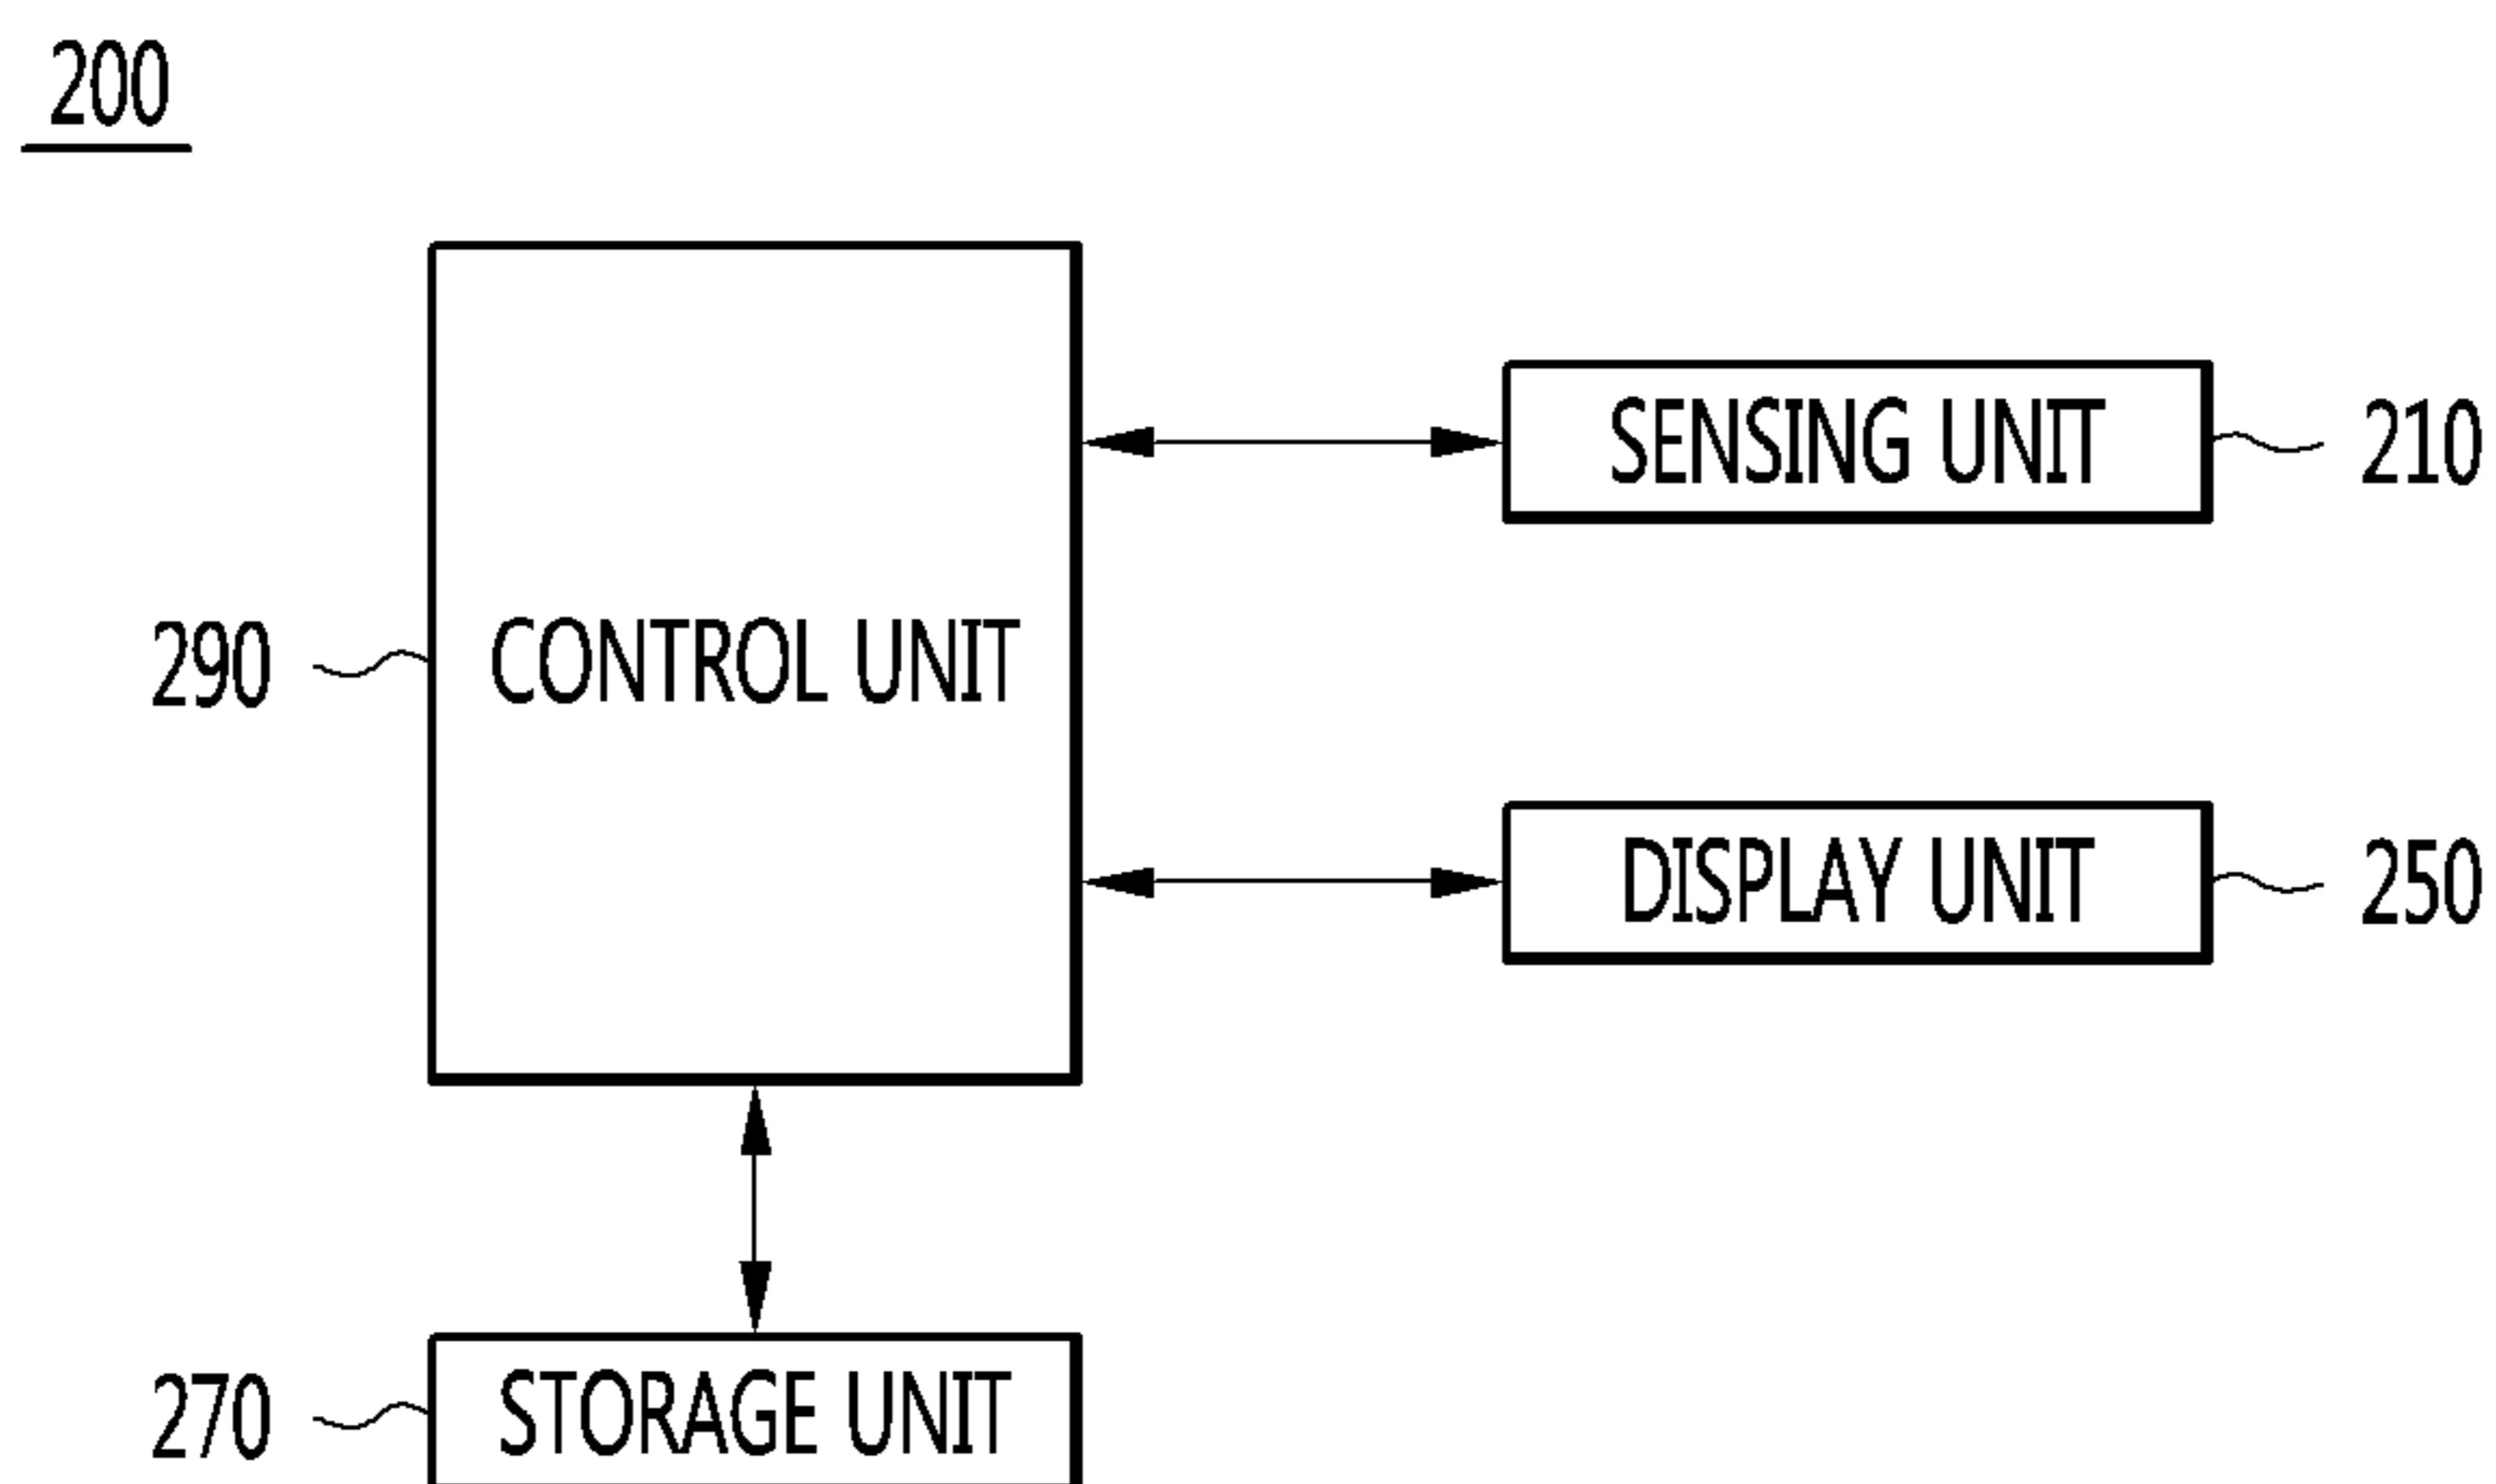 200
SENSING UNIT 210
290 CONTROL UNIT
DISPLAY UNIT 250
270 STORAGE UNIT